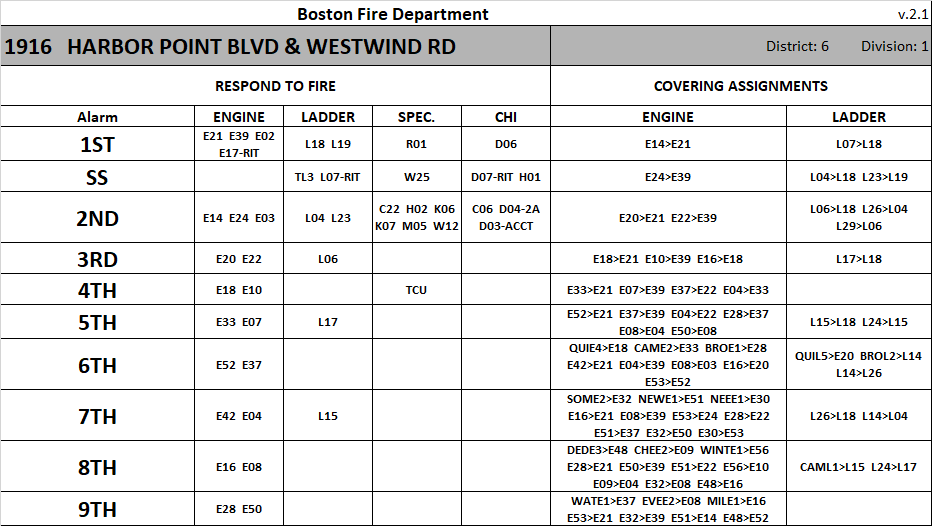 Boston Fire Department v.2.1
1916 HARBOR POINT BLVD & WESTWIND RD District: 6 Division: 1
RESPOND TO FIRE COVERING ASSIGNMENTS
Alarm ENGINE LADDER SPEC. CHI ENGINE LADDER
1ST E21 E39 E02 L18 L19 R01 D06 E14>E21 L07>L18
E17-RIT
SS TL3 L07-RIT W25 D07-RIT H01 E24>E39 L04>L18 L23>L19
2ND E14 E24 E03 L04 L23 C22 H02 K06 C06 D04-2A E20>E21 E22>E39 L06>L18 L26>L04
K07 M05 W12 D03-ACCT L29>L06
3RD E20 E22 L06 E18>E21 E10>E39 E16>E18 L17>L18
4TH E18 E10 TCU E33>E21 E07>E39 E37>E22 E04>E33
5TH E33 E07 L17 E52>E21 E37>E39 E04>E22 E28>E37 L15>L18 L24>L15
E08>E04 E50>E08
6TH E52 E37 QUIE4>E18 CAME2>E33 BROE1>E28 QUIL5>E20 BROL2>L14
E42>E21 E04>E39 E08>E03 E16>E20 L14>L26
E53>E52
7TH E42 E04 L15 SOME2>E32 NEWE1>E51 NEEE1>E30 L26>L18 L14>L04
E16>E21 E08>E39 E53>E24 E28>E22
E51>E37 E32>E50 E30>E53
8TH E16 E08 DEDE3>E48 CHEE2>E09 WINTE1>E56 CAML1>L15 L24>L17
E28>E21 E50>E39 E51>E22 E56>E10
E09>E04 E32>E08 E48>E16
9TH E28 E50 WATE1>E37 EVEE2>E08 MILE1>E16
E53>E21 E32>E39 E51>E14 E48>E52